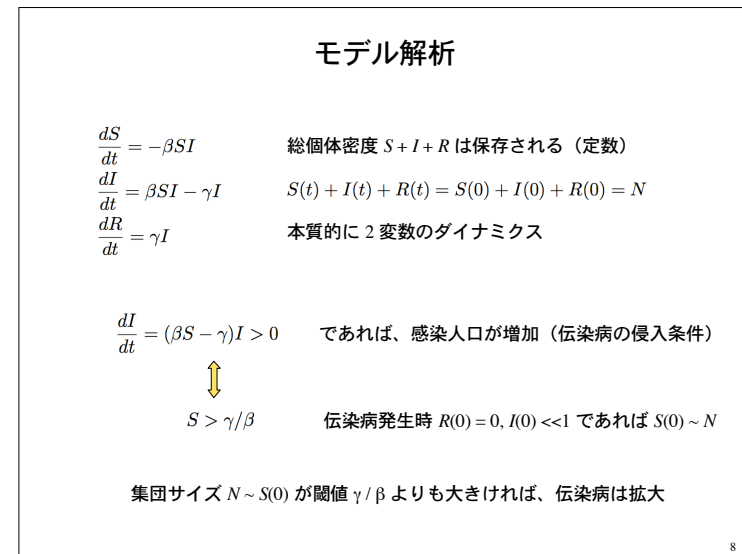 モデル解析
dS/dt = −βSI 総個体密度 S + I + R は保存される（定数）
dI/dt = βSI − γI S(t) + I(t) + R(t) = S(0) + I(0) + R(0) = N
dR/dt = γI 本質的に 2 変数のダイナミクス
dI/dt = (βS − γ)I > 0 であれば、感染人口が増加（伝染病の侵入条件）
S > γ/β 伝染病発生時 R(0) = 0, I(0) <<1 であれば S(0) ~ N
集団サイズ N ~ S(0) が閾値 γ / β よりも大きければ、伝染病は拡大
8